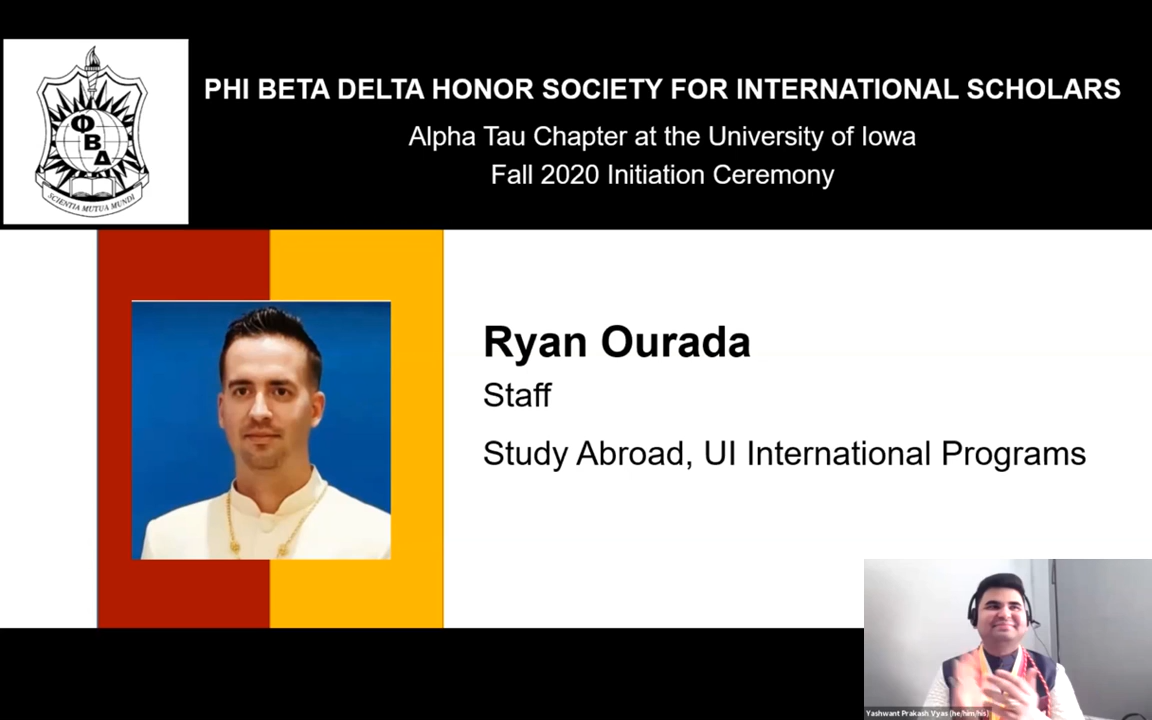 PHI BETA DELTA HONOR SOCIETY FOR INTERNATIONAL SCHOLARS
Alpha Tau Chapter at the University of Iowa
Fall 2020 Initiation Ceremony
Φ
B
Δ
SCIENTIA MUTUA MUNDI
Ryan Ourada
Staff
Study Abroad, UI International Programs
Yashwant Prakash Vyas (he/him/his)